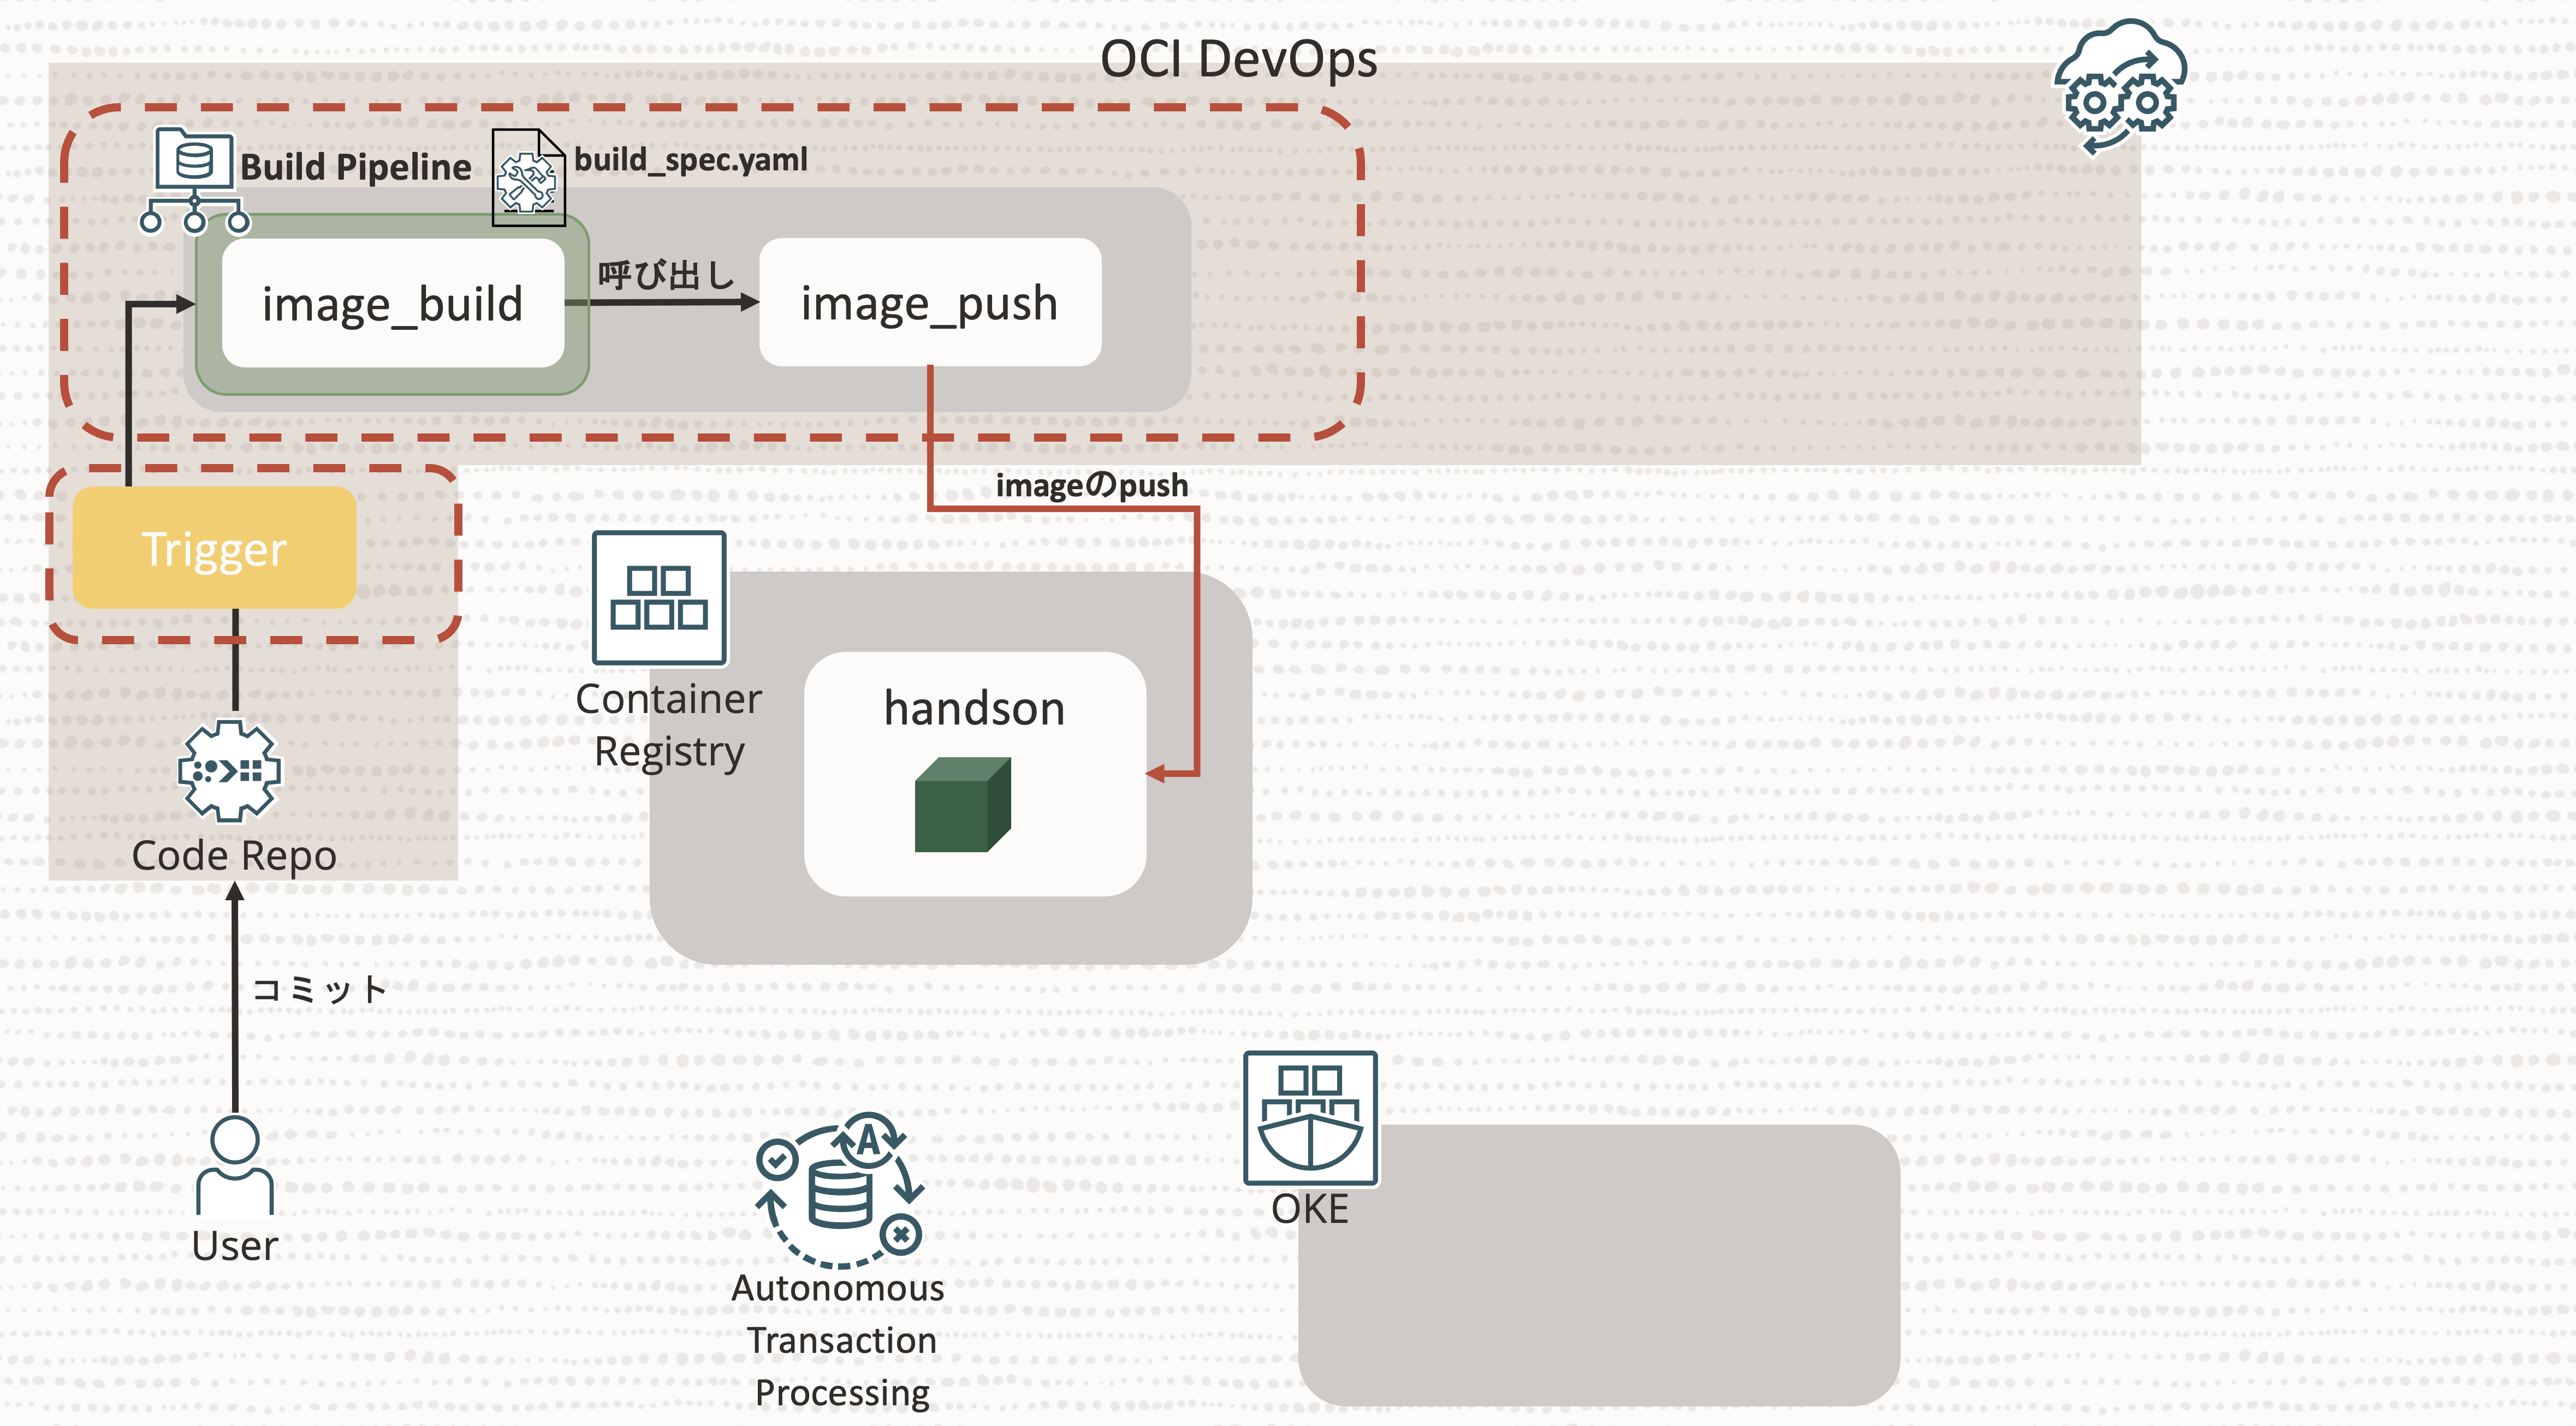 OCI DevOps
Build Pipeline
build_spec.yaml
image_build
呼び出し
image_push
imageのpush
Trigger
Container
Registry
handson
Code Repo
コミット
User
Autonomous
Transaction
Processing
OKE